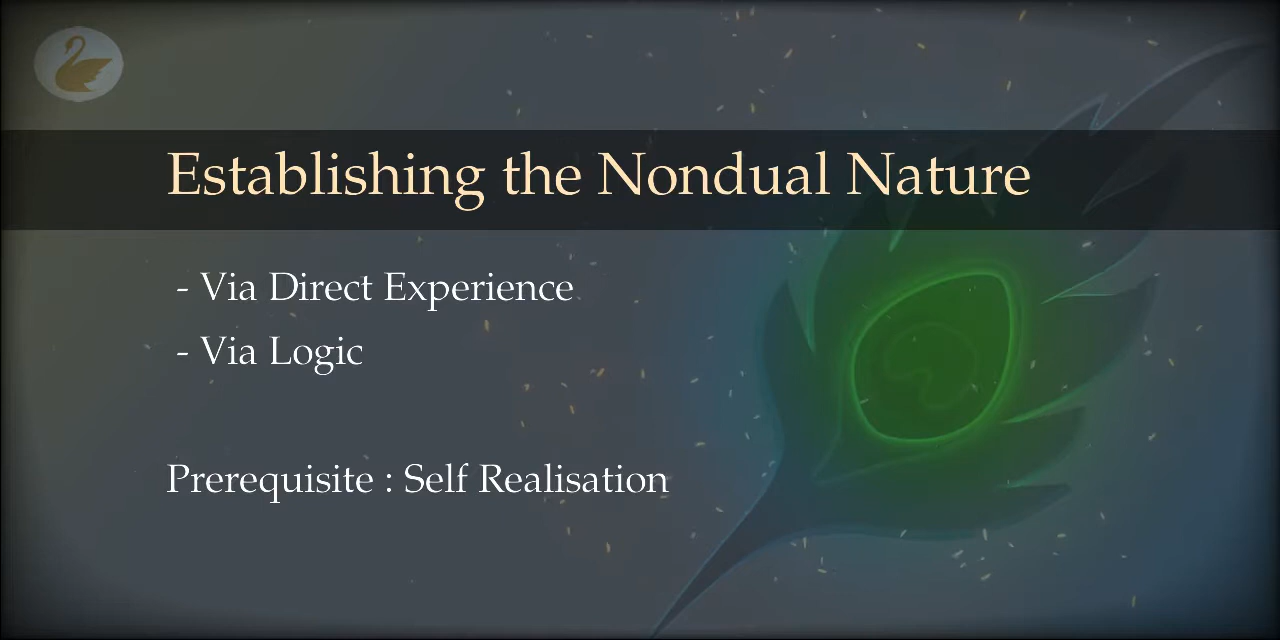 Establishing the Nondual Nature
- Via Direct Experience
- Via Logic
Prerequisite : Self Realisation